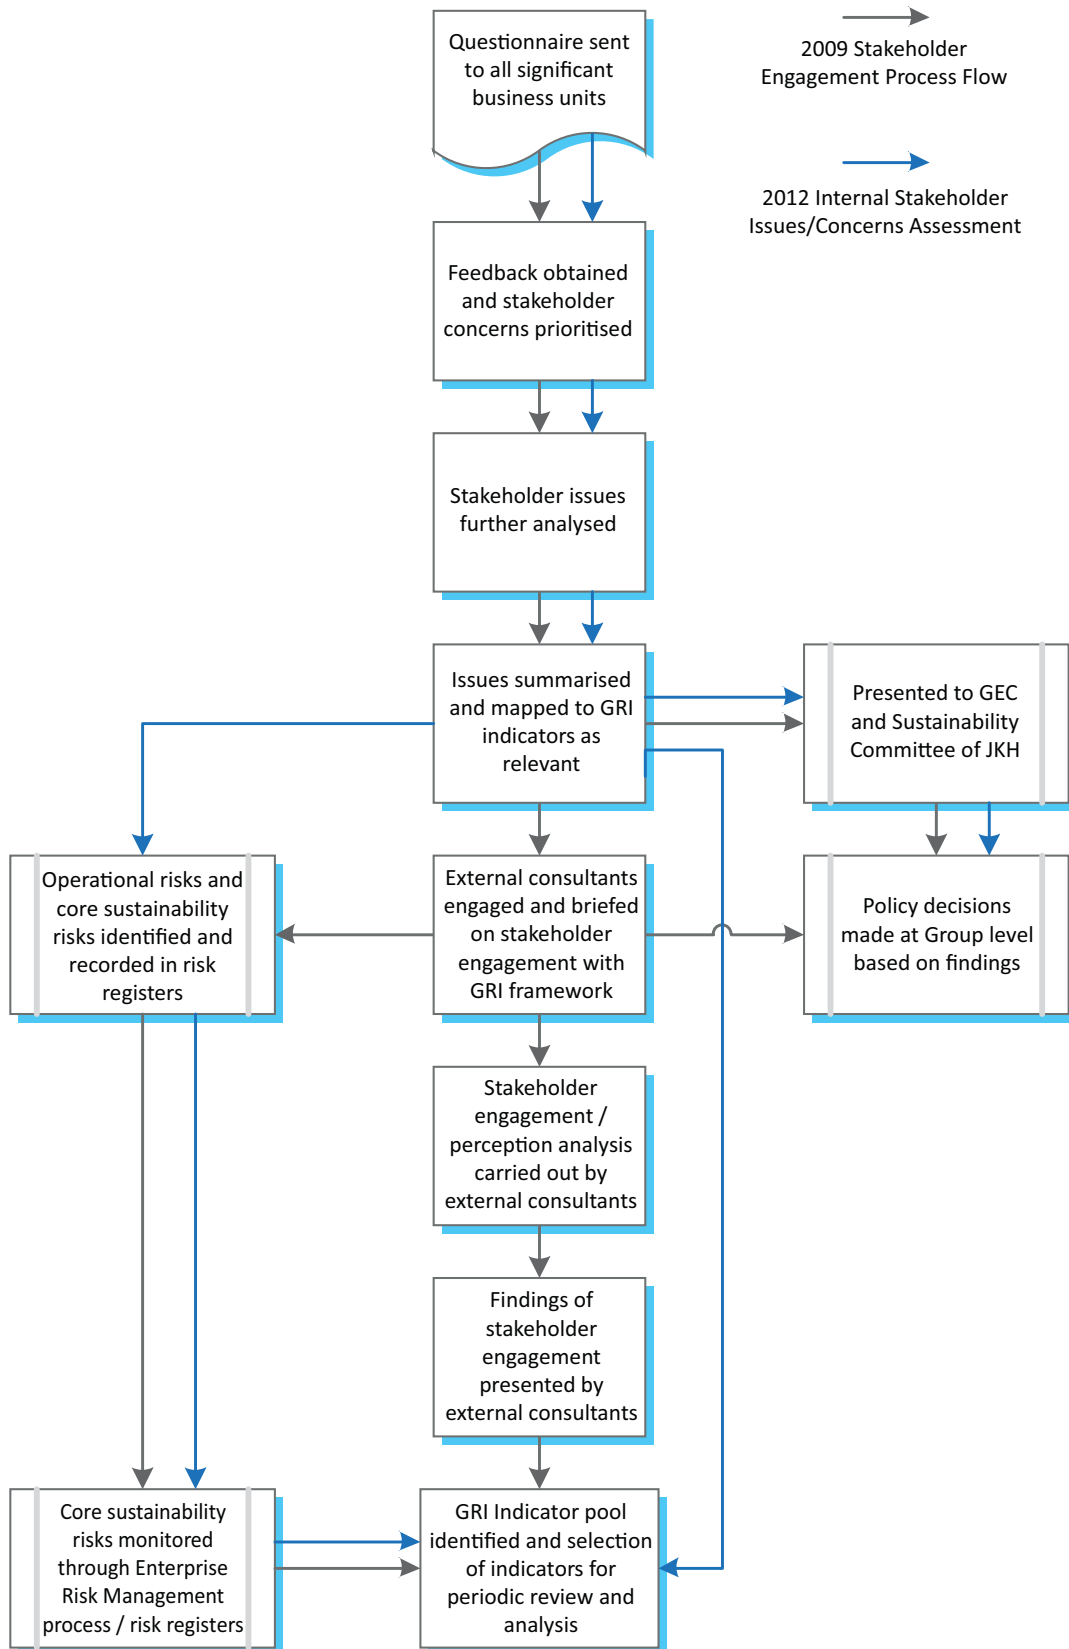 Questionnaire sent
to all significant
business units
2009 Stakeholder
Engagement Process Flow
2012 Internal Stakeholder
Issues/Concerns Assessment
Feedback obtained
and stakeholder
concerns prioritised
Stakeholder issues
further analysed
Issues summarised
and mapped to GRI
indicators as
relevant
Presented to GEC
and Sustainability
Committee of JKH
Operational risks and
core sustainability
risks identified and
recorded in risk
registers
External consultants
engaged and briefed
on stakeholder
engagement with
GRI framework
Policy decisions
made at Group level
based on findings
Stakeholder
engagement /
perception analysis
carried out by
external consultants
Findings of
stakeholder
engagement
presented by
external consultants
Core sustainability
risks monitored
through Enterprise
Risk Management
process / risk registers
GRI Indicator pool
identified and selection
of indicators for
periodic review and
analysis